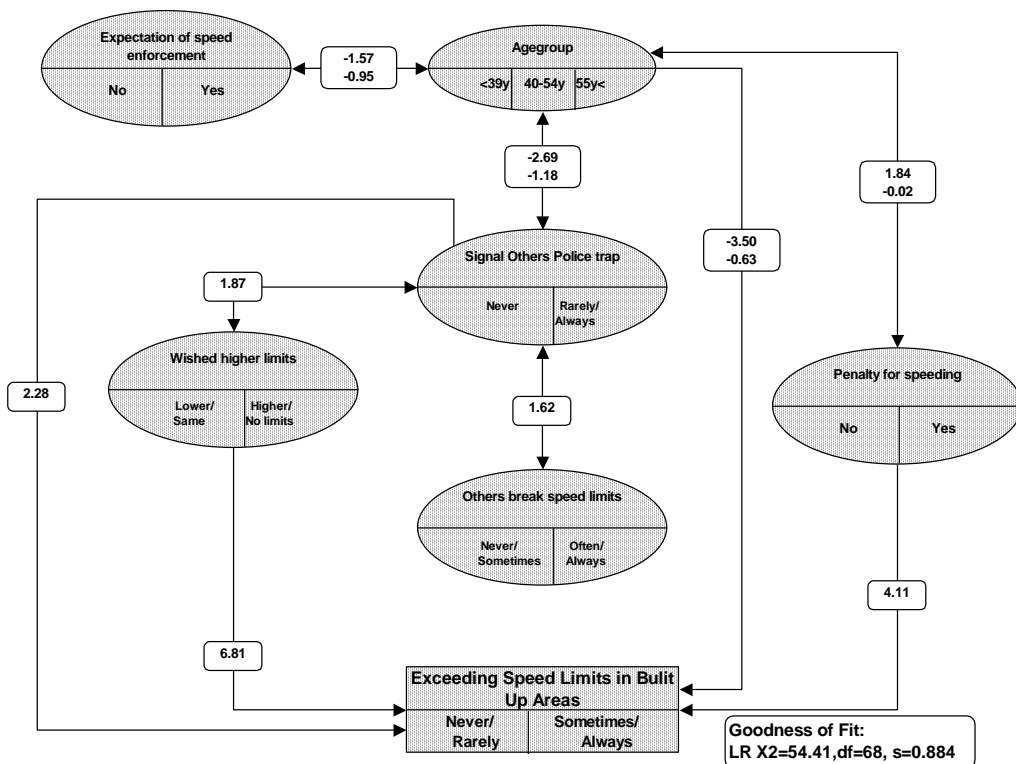 Expectation of speed
enforcement
No Yes
-1.57
-0.95
Agegroup
<39y 40-54y 55y<
-2.69
-1.18
1.84
-0.02
-3.50
-0.63
Signal Others Police trap
Never Rarely/
Always
1.87
Wished higher limits
Lower/ Higher/
Same No limits
2.28
1.62
Penalty for speeding
No Yes
Others break speed limits
Never/ Often/
Sometimes Always
4.11
6.81
Exceeding Speed Limits in Bulit
Up Areas
Never/ Sometimes/
Rarely Always
Goodness of Fit:
LR X2=54.41,df=68, s=0.884